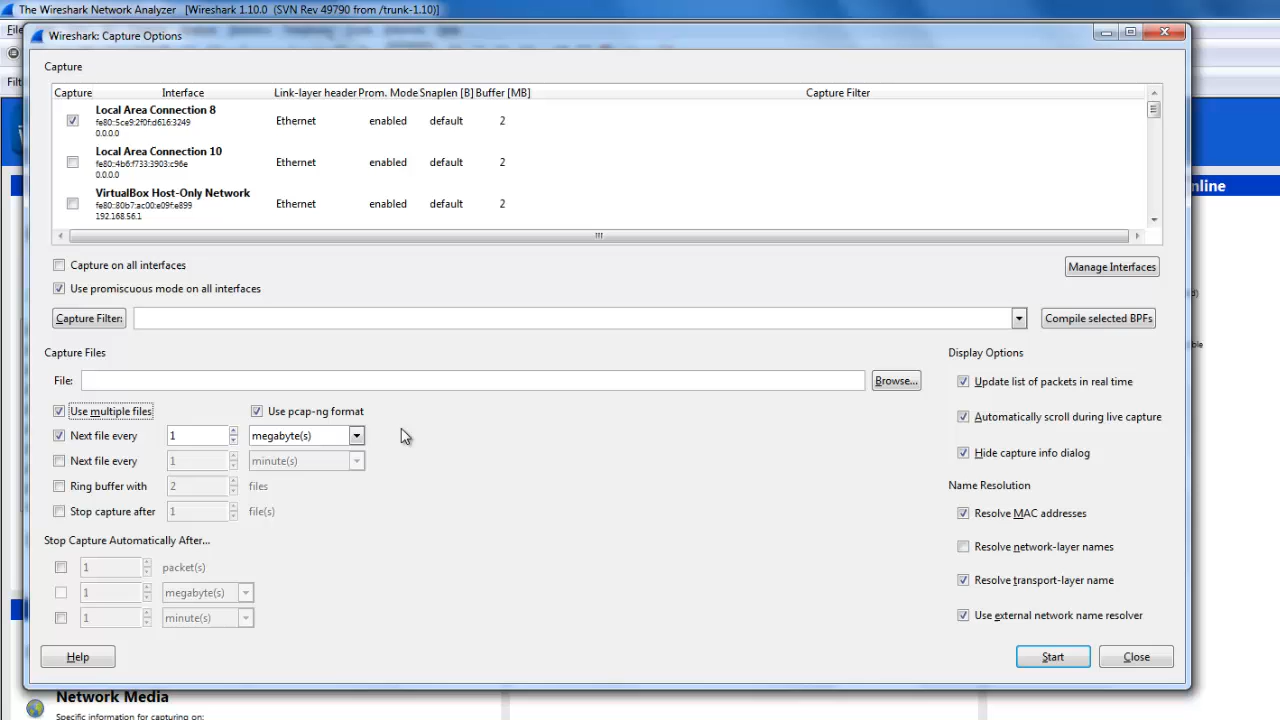 The Wireshark Network Analyzer [Wireshark 1.10.0 (SVN Rev 49790 from /trunk-1.10)]
Wireshark: Capture Options
Capture
Capture Interface Link-layer header Prom. Mode Snaplen [B] Buffer [MB] Capture Filter
Local Area Connection 8
fe80::5ce9:2f0f:d616:3249
0.0.0.0
Ethernet enabled default 2
Local Area Connection 10
fe80::4b6:f733:3903:c96e
0.0.0.0
Ethernet enabled default 2
VirtualBox Host-Only Network
fe80::80b7:ac00:e09f:e899
192.168.56.1
Ethernet enabled default 2
Capture on all interfaces
Manage Interfaces
Use promiscuous mode on all interfaces
Capture Filter:
Compile selected BPFs
Capture Files
File:
Browse...
Use multiple files
Use pcap-ng format
Next file every 1 megabyte(s)
Next file every 1 minute(s)
Ring buffer with 2 files
Stop capture after 1 file(s)
Stop Capture Automatically After...
1 packet(s)
1 megabyte(s)
1 minute(s)
Display Options
Update list of packets in real time
Automatically scroll during live capture
Hide capture info dialog
Name Resolution
Resolve MAC addresses
Resolve network-layer names
Resolve transport-layer name
Use external network name resolver
Help
Start
Close
Network Media
Specific information for capturing on: